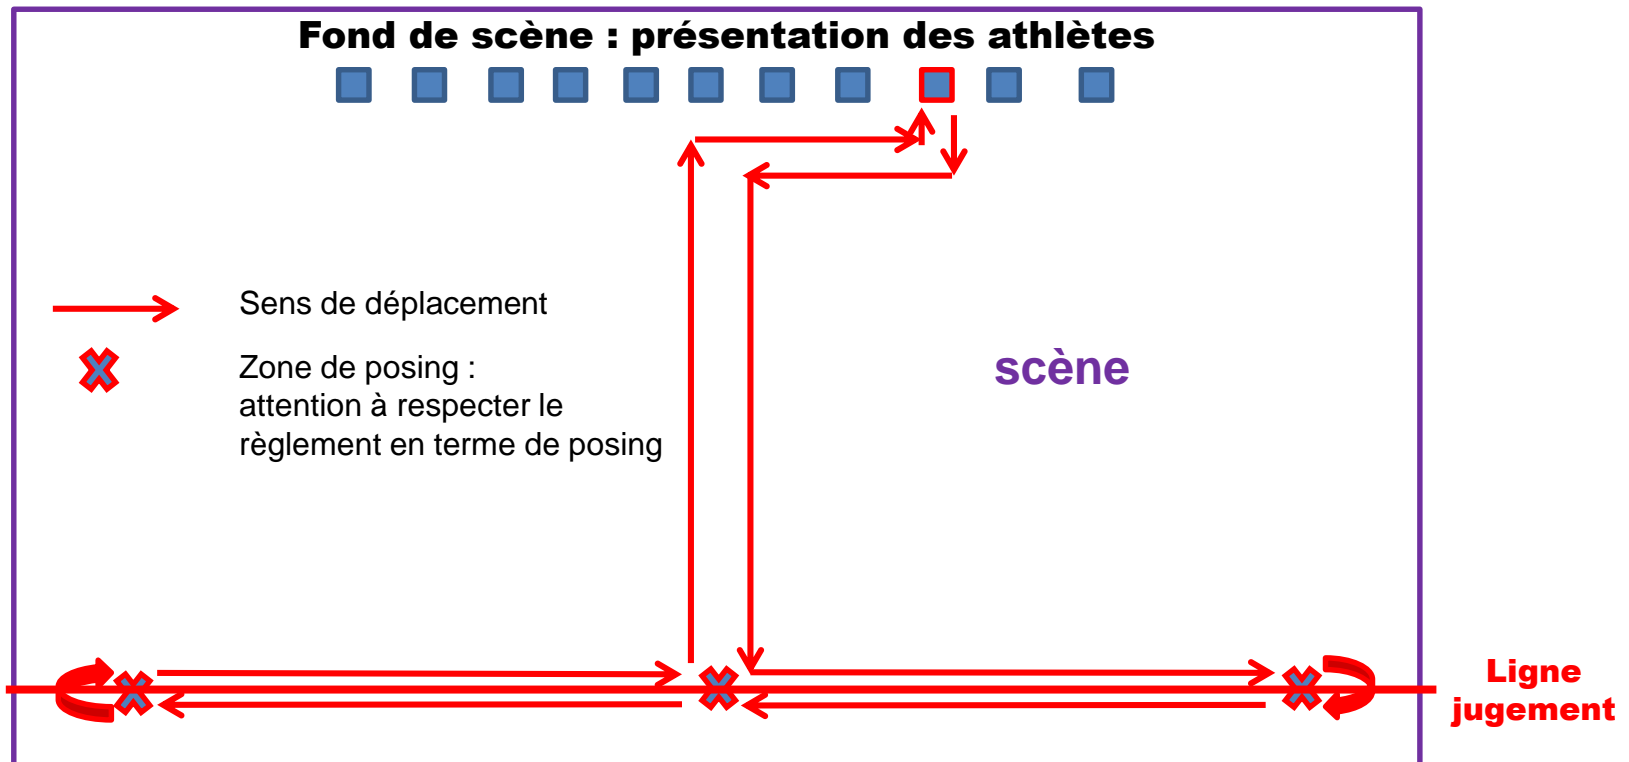 Fond de scène : présentation des athlètes
Sens de déplacement
Zone de posing :
attention à respecter le
règlement en terme de posing
scène
Ligne
jugement